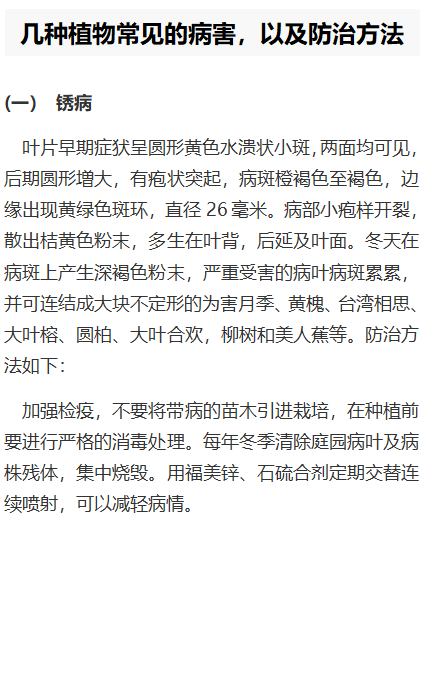 几种植物常见的病害，以及防治方法
(一) 锈病
叶片早期症状呈圆形黄色水溃状小斑，两面均可见，
后期圆形增大，有疱状突起，病斑橙褐色至褐色，边
缘出现黄绿色斑环，直径 26 毫米。病部小疱样开裂，
散出桔黄色粉末，多生在叶背，后延及叶面。冬天在
病斑上产生深褐色粉末，严重受害的病叶病斑累累，
并可连结成大块不定形的为害月季、黄槐、台湾相思、
大叶榕、圆柏、大叶合欢，柳树和美人蕉等。防治方
法如下：
加强检疫，不要将带病的苗木引进栽培，在种植前
要进行严格的消毒处理。每年冬季清除庭园病叶及病
株残体，集中烧毁。用福美锌、石硫合剂定期交替连
续喷射，可以减轻病情。